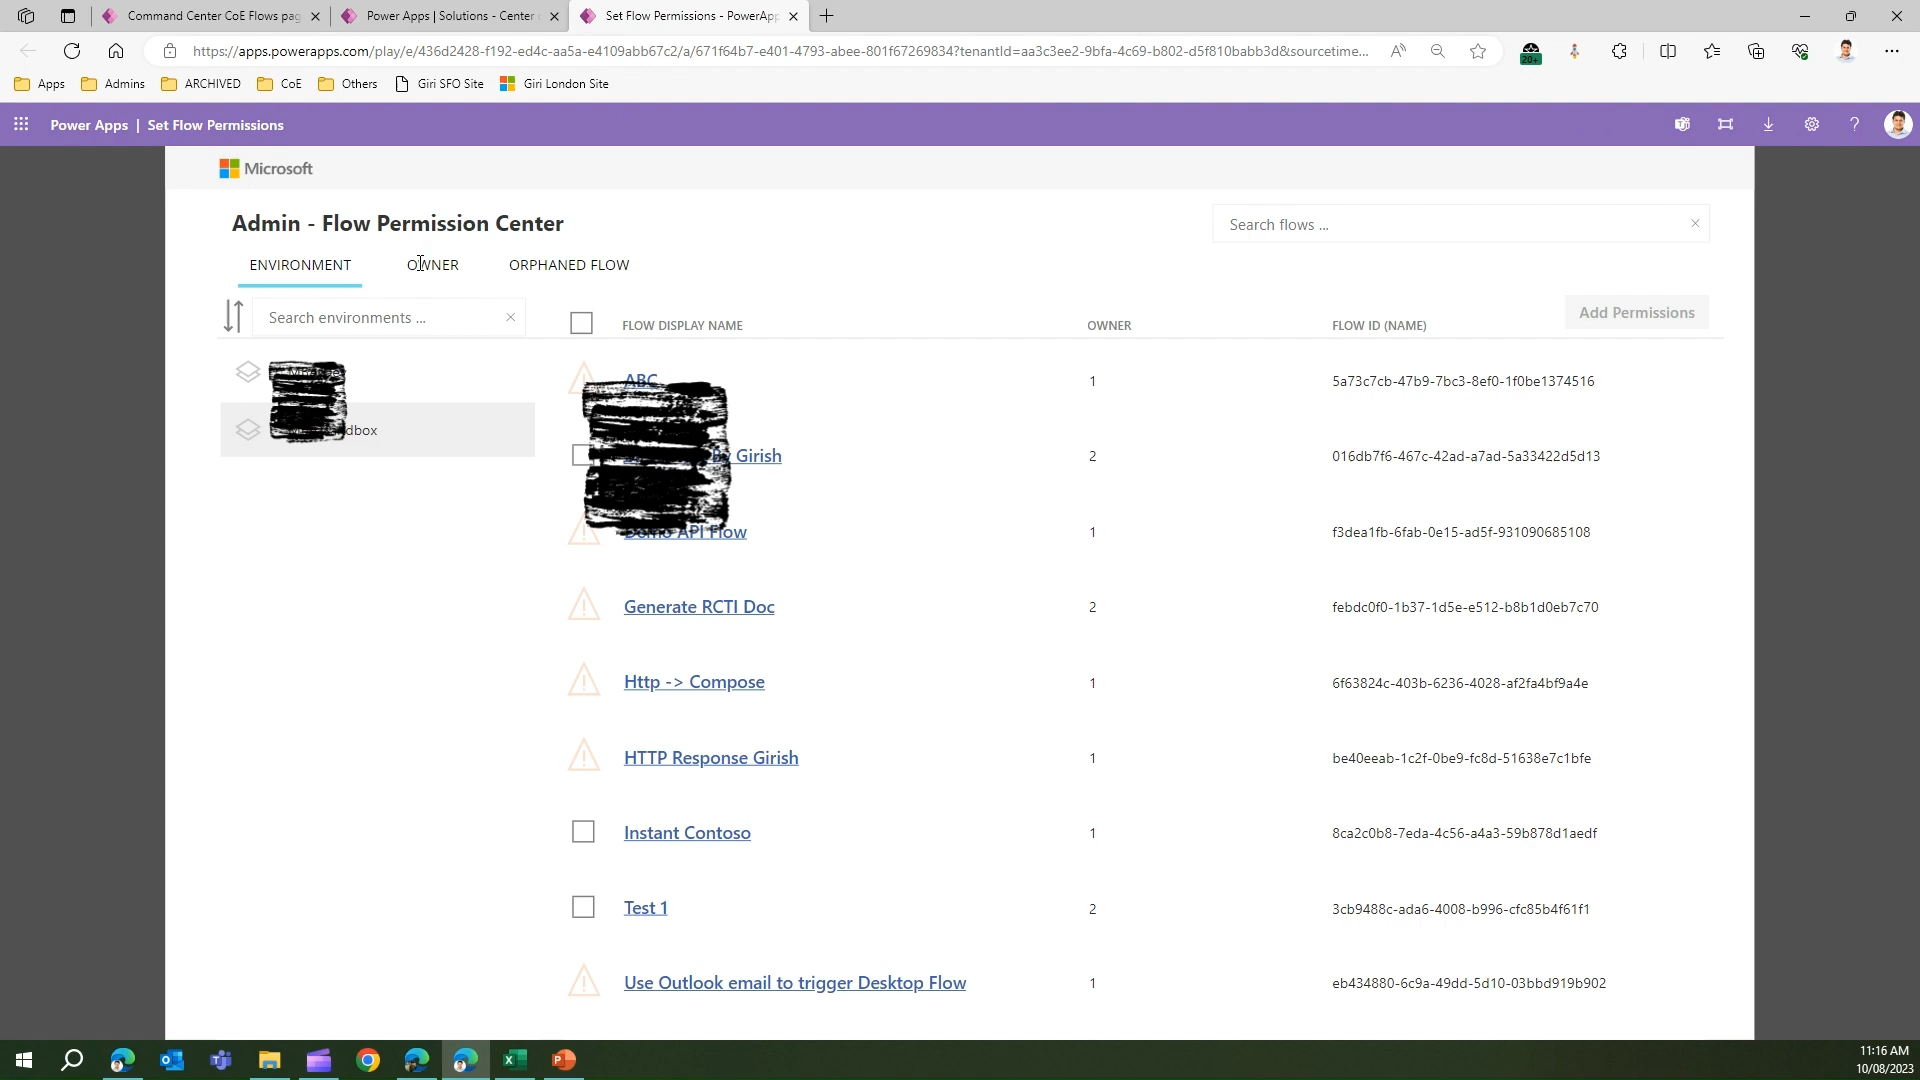 Command Center CoE Flows pag
Power Apps | Solutions - Center
Set Flow Permissions - PowerApp
https://apps.powerapps.com/play/e/436d2428-f192-ed4c-aa5a-e4109abb67c2/a/671f64b7-e401-4793-abee-801f67269834?tenantId=aa3c3ee2-9bfa-4c69-b802-d5f810babb3d&sourcetime...
20+
Apps
Admins
ARCHIVED
CoE
Others
Giri SFO Site
Giri London Site
Power Apps | Set Flow Permissions
Microsoft
Admin - Flow Permission Center
Search flows ...
ENVIRONMENT
OWNER
ORPHANED FLOW
Search environments ...
FLOW DISPLAY NAME
OWNER
FLOW ID (NAME)
Add Permissions
dbox
ABC
1
5a73c7cb-47b9-7bc3-8ef0-1f0be1374516
By Girish
2
016db7f6-467c-42ad-a7ad-5a33422d5d13
Demo API Flow
1
f3dea1fb-6fab-0e15-ad5f-931090685108
Generate RCTI Doc
2
febdc0f0-1b37-1d5e-e512-b8b1d0eb7c70
Http -> Compose
1
6f63824c-403b-6236-4028-af2fa4bf9a4e
HTTP Response Girish
1
be40eeab-1c2f-0be9-fc8d-51638e7c1bfe
Instant Contoso
1
8ca2c0b8-7eda-4c56-a4a3-59b878d1aedf
Test 1
2
3cb9488c-ada6-4008-b996-cfc85b4f61f1
Use Outlook email to trigger Desktop Flow
1
eb434880-6c9a-49dd-5d10-03bbd919b902
11:16 AM
10/08/2023